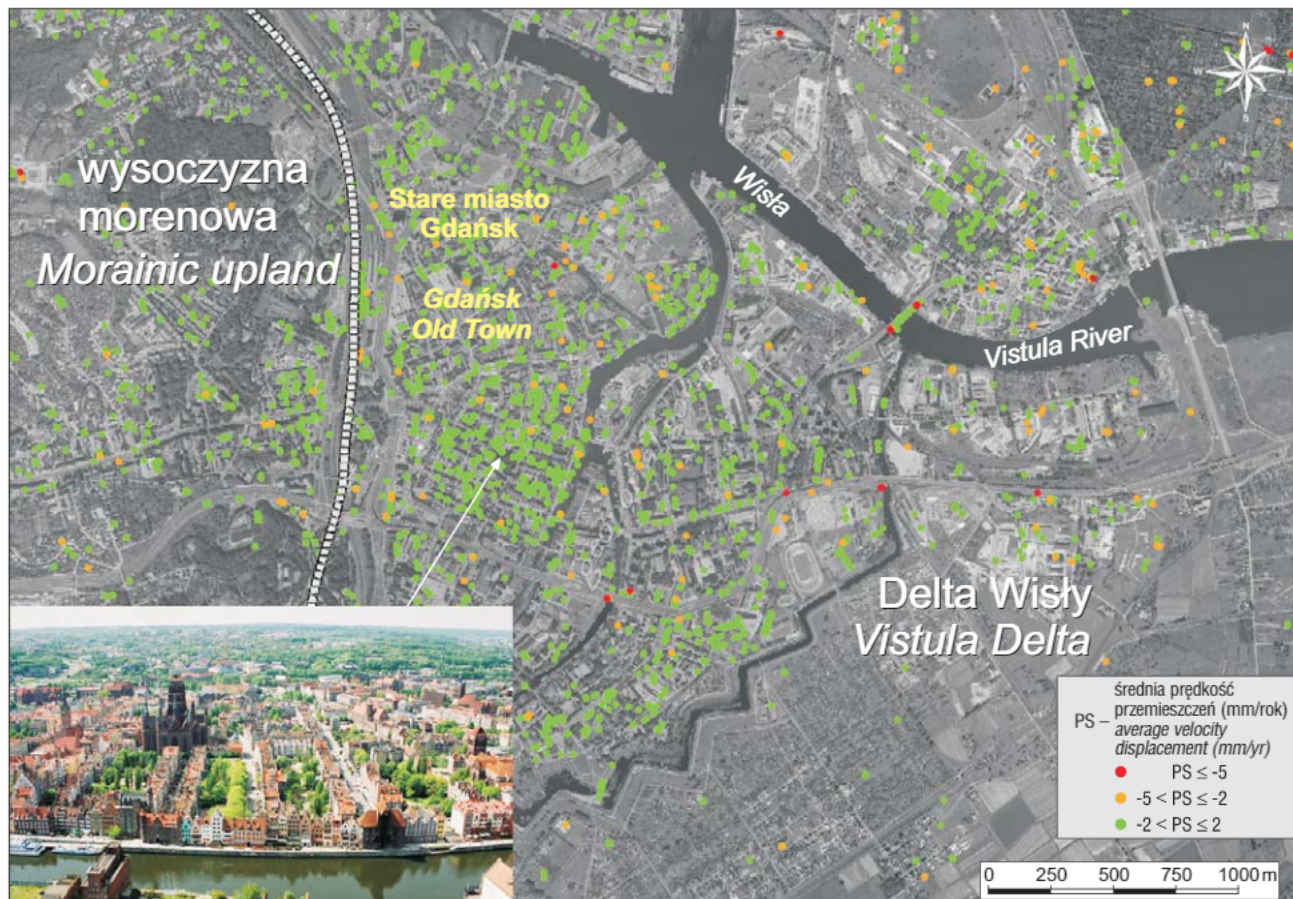 wysoczyzna
morenowa
Morainic upland
Stare miasto
Gdańsk
Gdańsk
Old Town
Wisła
Vistula River
Delta Wisły
Vistula Delta
N
W
S
PS –
średnia prędkość
przemieszczeń (mm/rok)
average velocity
displacement (mm/yr)
PS ≤ -5
-5 < PS ≤ -2
-2 < PS ≤ 2
0 250 500 750 1000 m